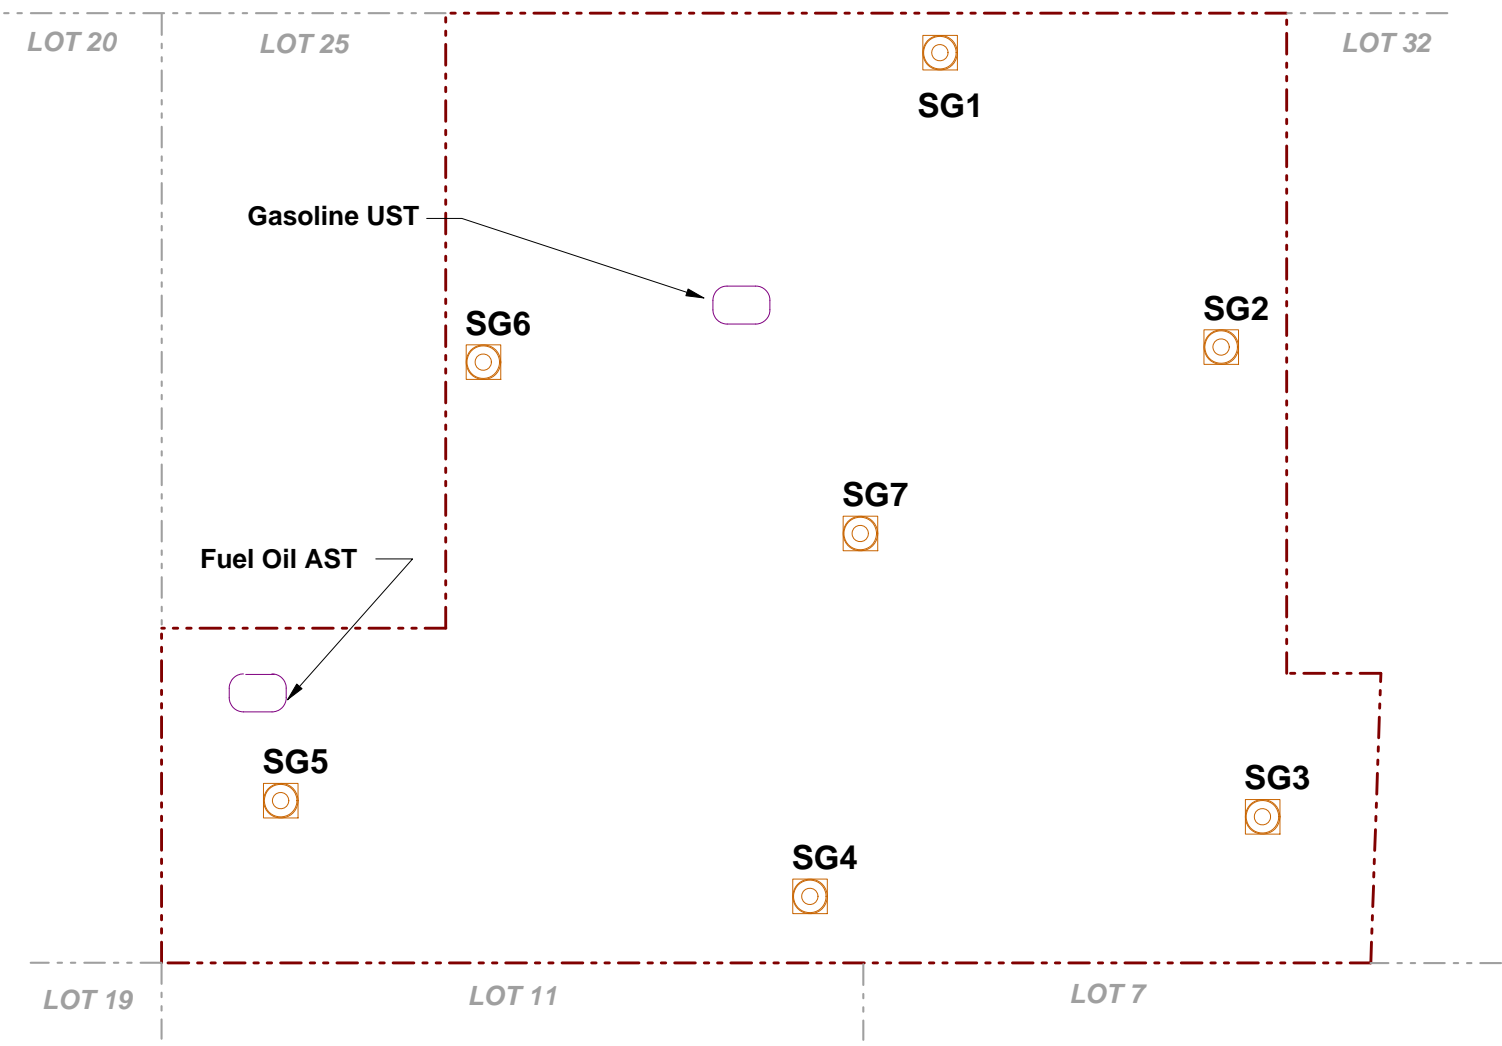 LOT 20
LOT 25
LOT 32
SG1
Gasoline UST
SG2
SG6
SG7
Fuel Oil AST
SG5
SG3
SG4
LOT 19
LOT 11
LOT 7